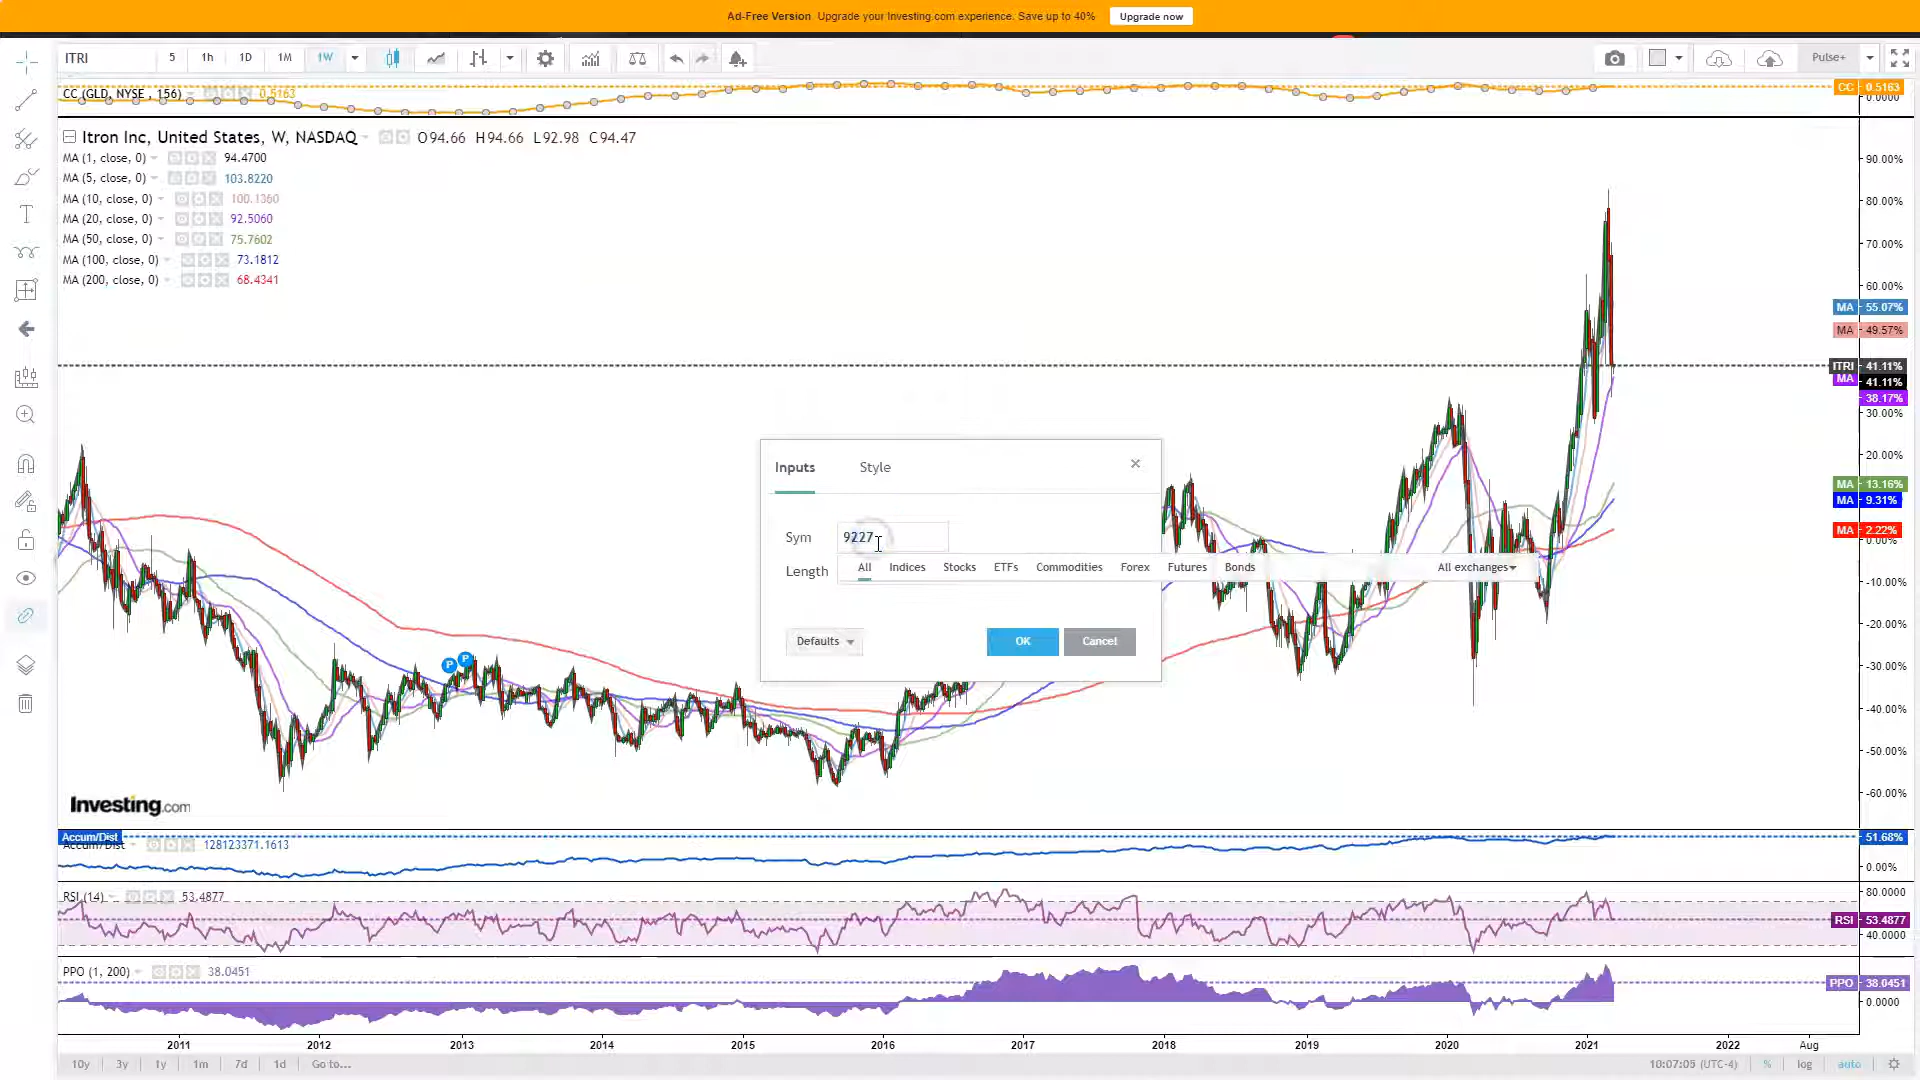 Ad-Free Version Upgrade your Investing.com experience. Save up to 40% Upgrade now
ITRI 5 1h 1D 1M 1W Pulse+
CC (GLD, NYSE , 156) 0.5163 CC 0.5163
0.0000
Itron Inc, United States, W, NASDAQ O94.66 H94.66 L92.98 C94.47
MA (1, close, 0) 94.4700
MA (5, close, 0) 103.8220
MA (10, close, 0) 100.1360
MA (20, close, 0) 92.5060
MA (50, close, 0) 75.7602
MA (100, close, 0) 73.1812
MA (200, close, 0) 68.4341
90.00%
80.00%
70.00%
60.00%
MA 55.07%
MA 49.57%
ITRI 41.11%
MA 41.11%
38.17%
30.00%
20.00%
MA 13.16%
MA 9.31%
MA 2.22%
0.00%
-10.00%
-20.00%
-30.00%
-40.00%
-50.00%
-60.00%
Inputs Style
Sym 9227
Length All Indices Stocks ETFs Commodities Forex Futures Bonds All exchanges
Defaults OK Cancel
P P
Investing.com
Accum/Dist 51.68%
Accum/Dist 128123371.1613
0.00%
RSI (14) 53.4877 80.0000
RSI 53.4877
40.0000
PPO (1, 200) 38.0451
PPO 38.0451
0.0000
2011 2012 2013 2014 2015 2016 2017 2018 2019 2020 2021 2022 Aug
10y 3y 1y 1m 7d 1d Go to... 10:07:05 (UTC-4) % log auto